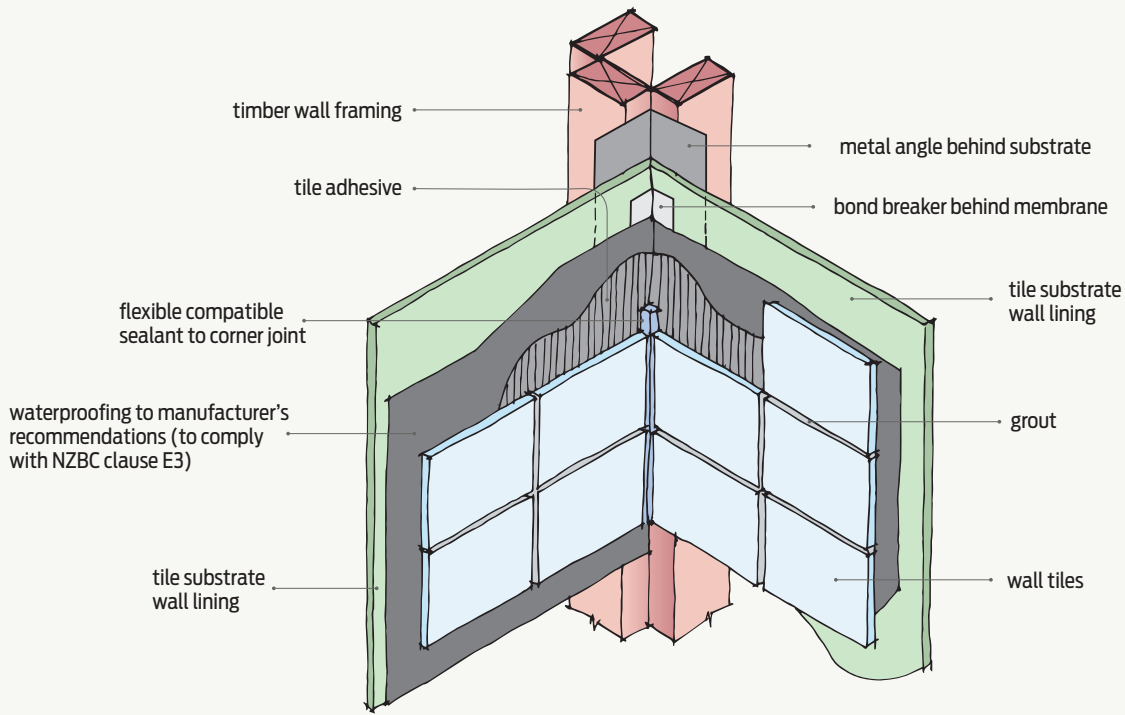 timber wall framing
metal angle behind substrate
tile adhesive
bond breaker behind membrane
tile substrate
wall lining
flexible compatible
sealant to corner joint
waterproofing to manufacturer's
recommendations (to comply
with NZBC clause E3)
grout
tile substrate
wall lining
wall tiles